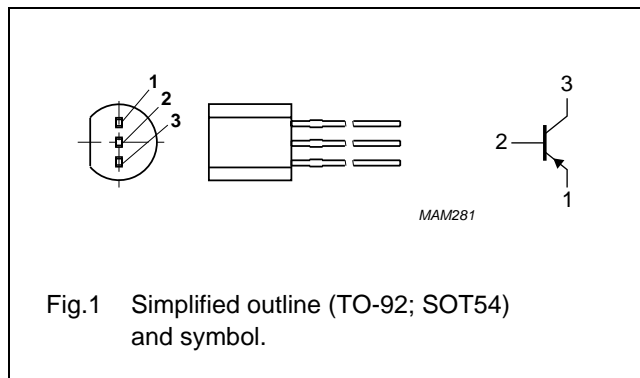 1
2
3
3
2
1
MAM281
Fig.1 Simplified outline (TO-92; SOT54)
and symbol.